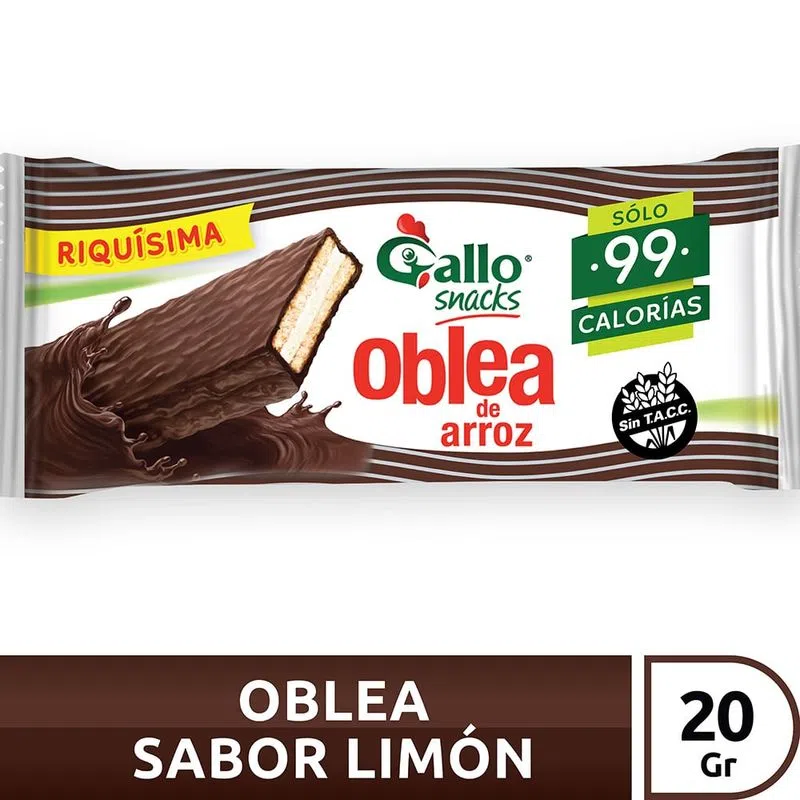 RIQUÍSIMA
Gallo®
snacks
Oblea
de
arroz
SÓLO
·99·
CALORÍAS
Sin T.A.C.C.
OBLEA
SABOR LIMÓN
20
Gr